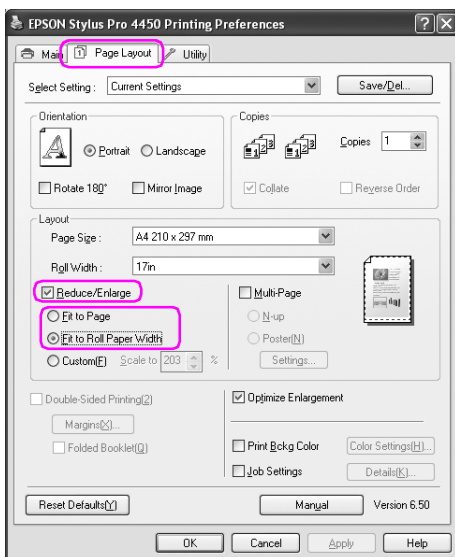 EPSON Stylus Pro 4450 Printing Preferences
Main Page Layout Utility
Select Setting : Current Settings Save/Del...
Orientation Copies
Portrait Landscape Copies 1
Rotate 180° Mirror Image Collate Reverse Order
Layout
Page Size : A4 210 x 297 mm
Roll Width : 17in
Reduce/Enlarge Multi-Page
Fit to Page N-up
Fit to Roll Paper Width Poster(N)
Custom(F) Scale to 203 % Settings...
Double-Sided Printing(2) Optimize Enlargement
Margins(X)...
Folded Booklet(Q) Print Bckg Color Color Settings(H)...
Job Settings Details(K)...
Reset Defaults(Y) Manual Version 6.50
OK Cancel Apply Help